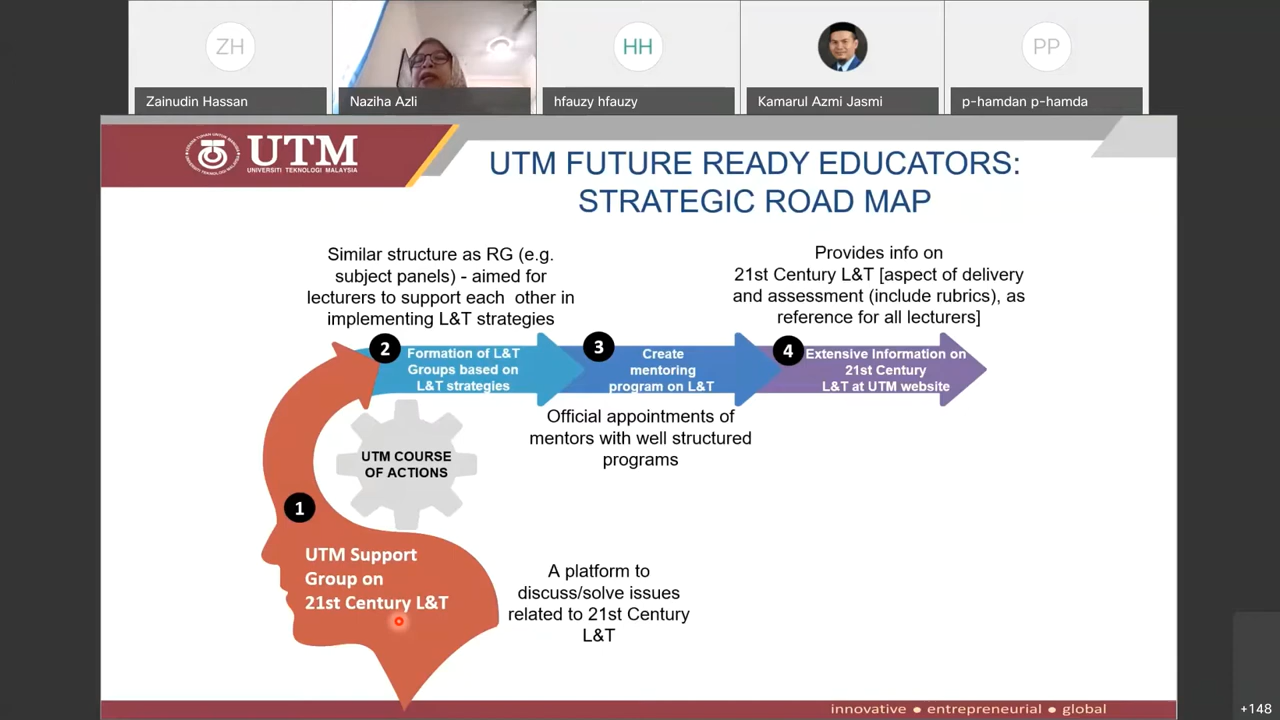 ZH
HH
PP
Zainudin Hassan
Naziha Azli
hfauzy hfauzy
Kamarul Azmi Jasmi
p-hamdan p-hamda
UTM
UNIVERSITI TEKNOLOGI MALAYSIA
UTM FUTURE READY EDUCATORS:
STRATEGIC ROAD MAP
Similar structure as RG (e.g.
subject panels) - aimed for
lecturers to support each other in
implementing L&T strategies
Provides info on
21st Century L&T [aspect of delivery
and assessment (include rubrics), as
reference for all lecturers]
2
Formation of L&T
Groups based on
L&T strategies
3
Create
mentoring
program on L&T
4
Extensive Information on
21st Century
L&T at UTM website
Official appointments of
mentors with well structured
programs
UTM COURSE
OF ACTIONS
1
UTM Support
Group on
21st Century L&T
A platform to
discuss/solve issues
related to 21st Century
L&T
innovative ● entrepreneurial ● global
+148